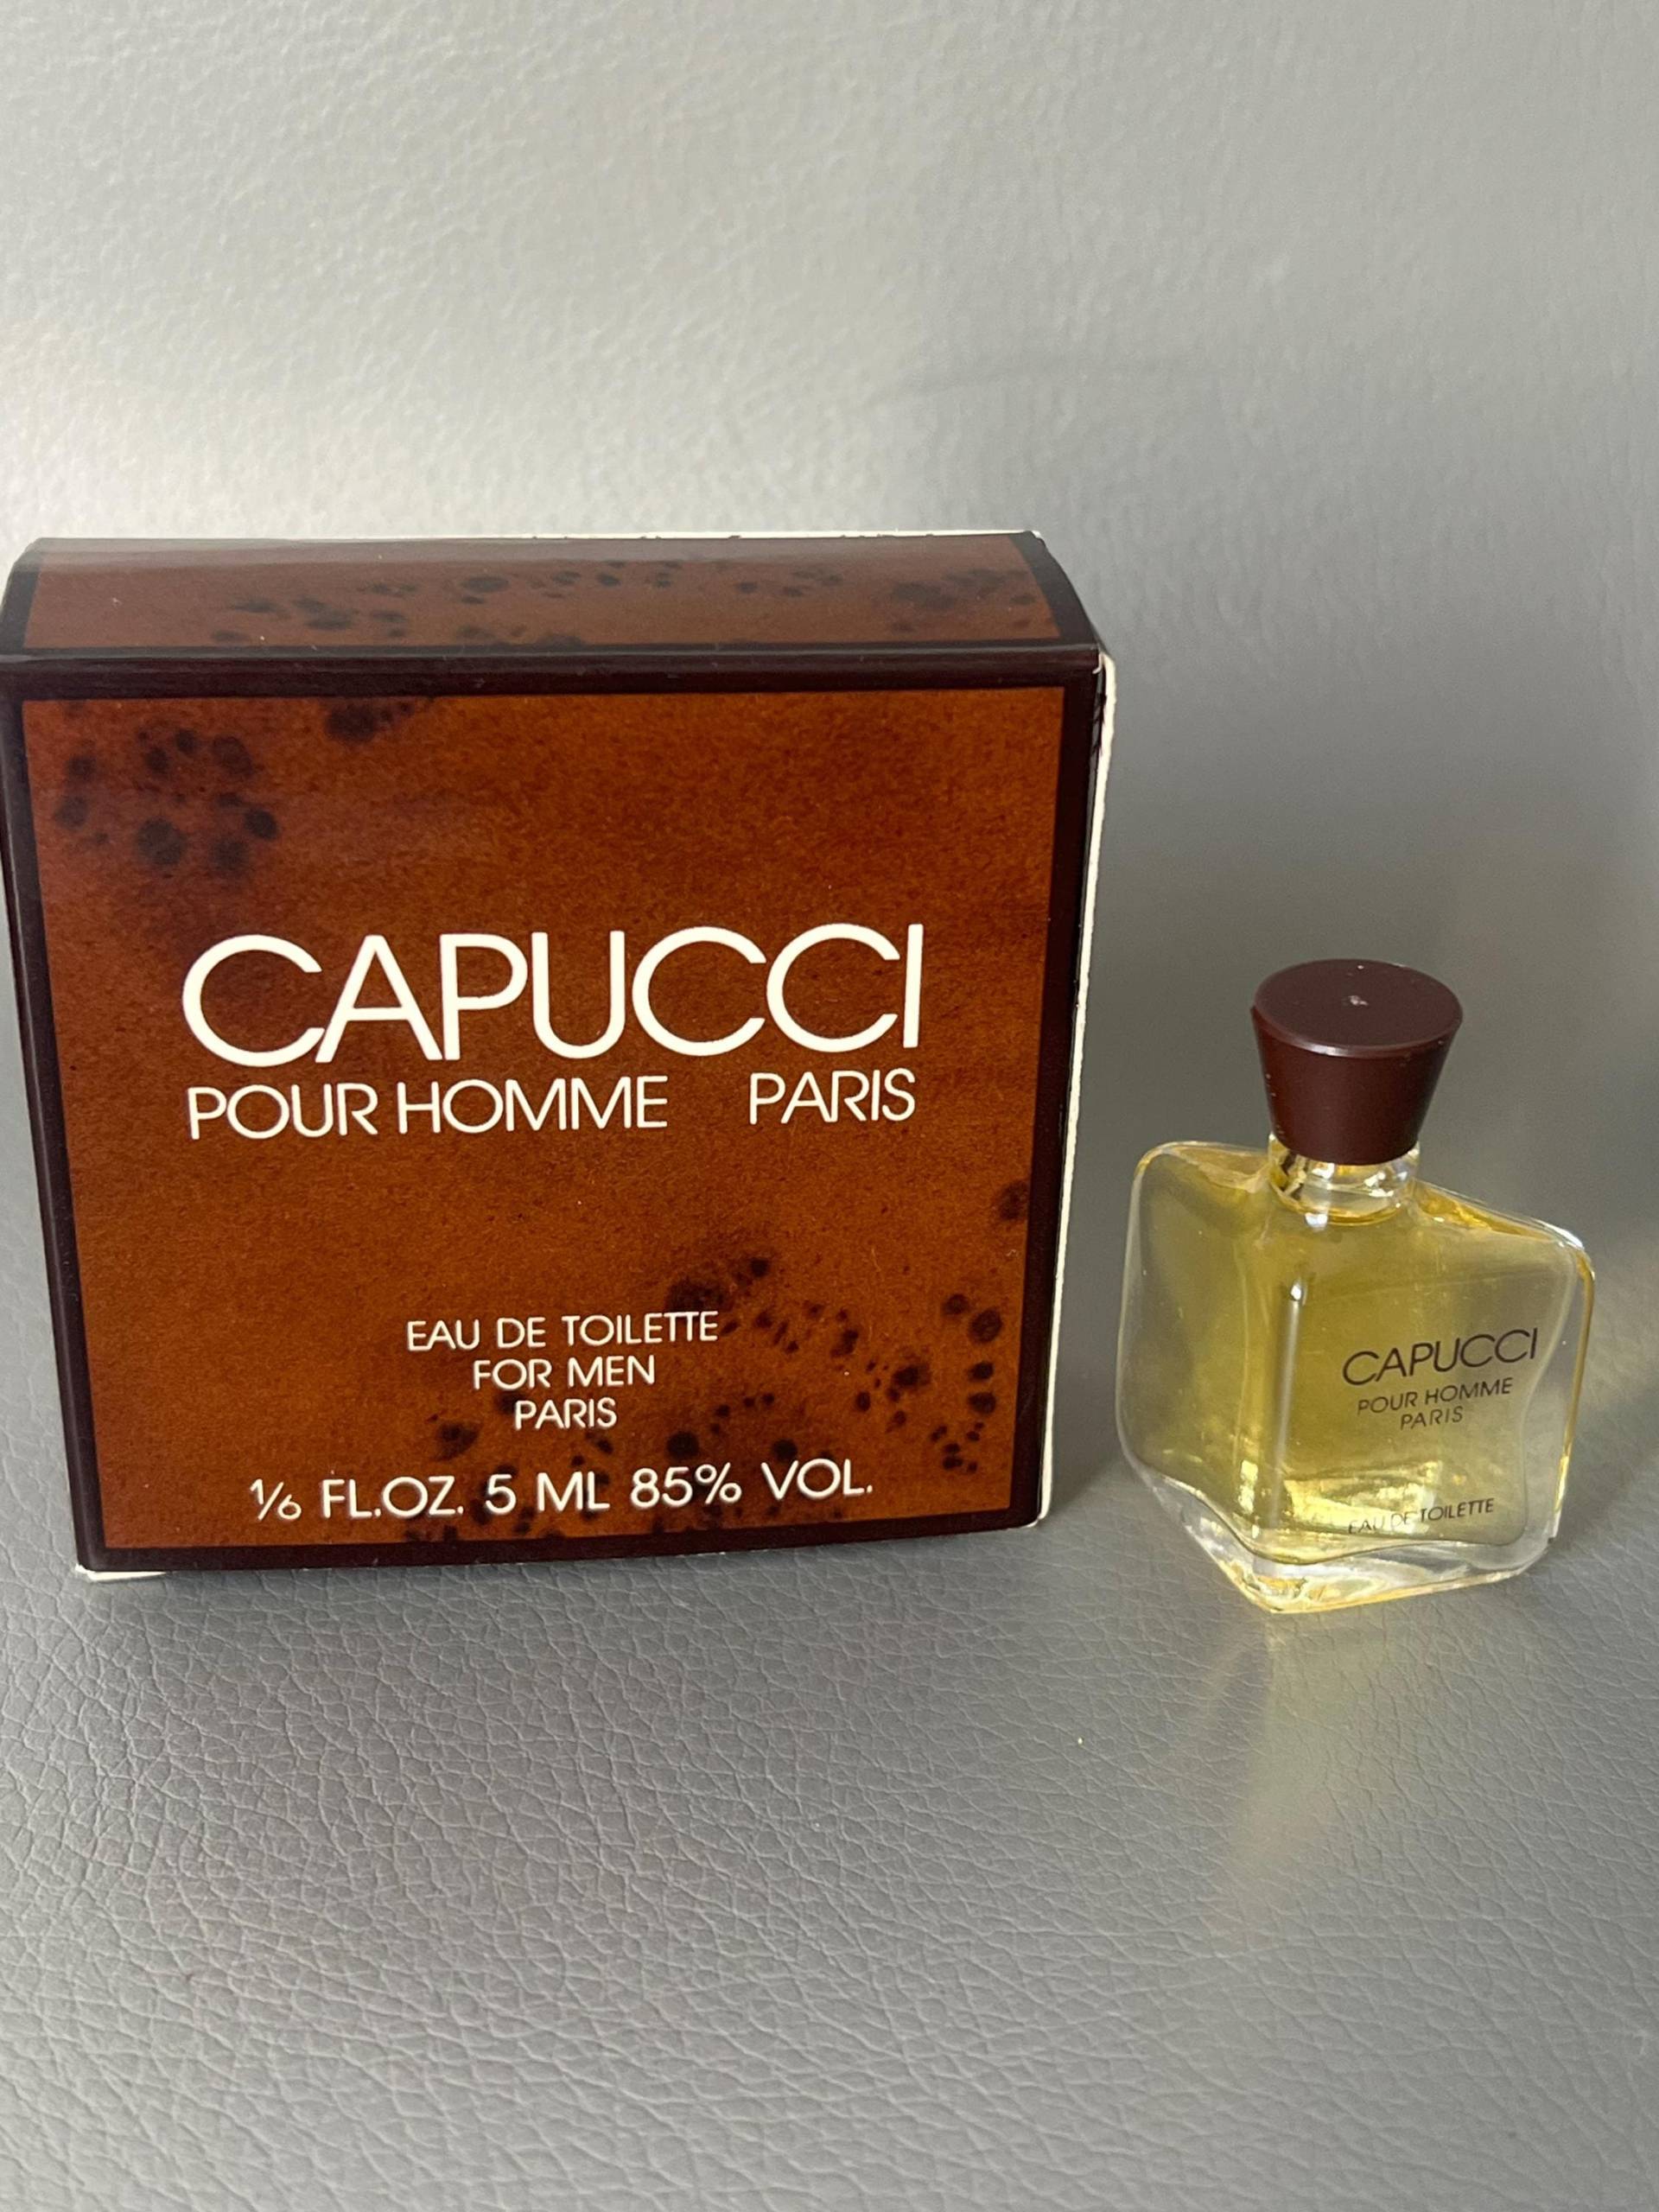 CAPUCCI
POUR HOMME PARIS
EAU DE TOILETTE
FOR MEN
PARIS
1/6 FL.OZ. 5 ML 85% VOL.
CAPUCCI
POUR HOMME
PARIS
EAU DE TOILETTE